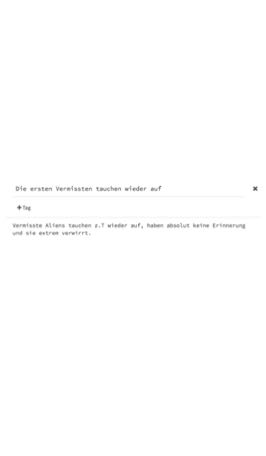 Die ersten Vermissten tauchen wieder auf
+ Tag
Vermisste Aliens tauchen z.T wieder auf, haben absolut keine Erinnerung
und sie extrem verwirrt.